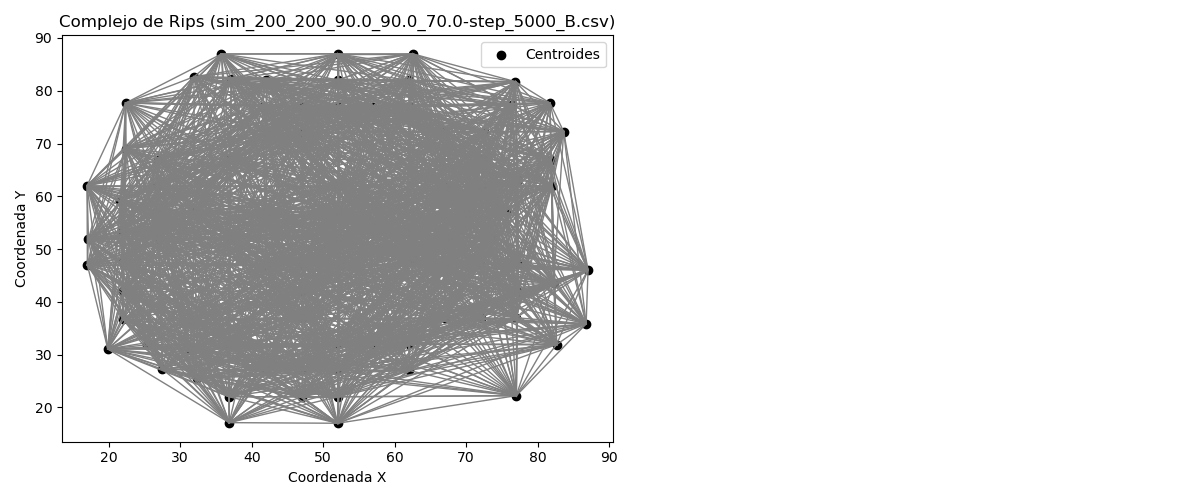 Complejo de Rips (sim_200_200_90.0_90.0_70.0-step_5000_B.csv)
Centroides
Coordenada Y
90
80
70
60
50
40
30
20
20 30 40 50 60 70 80 90
Coordenada X